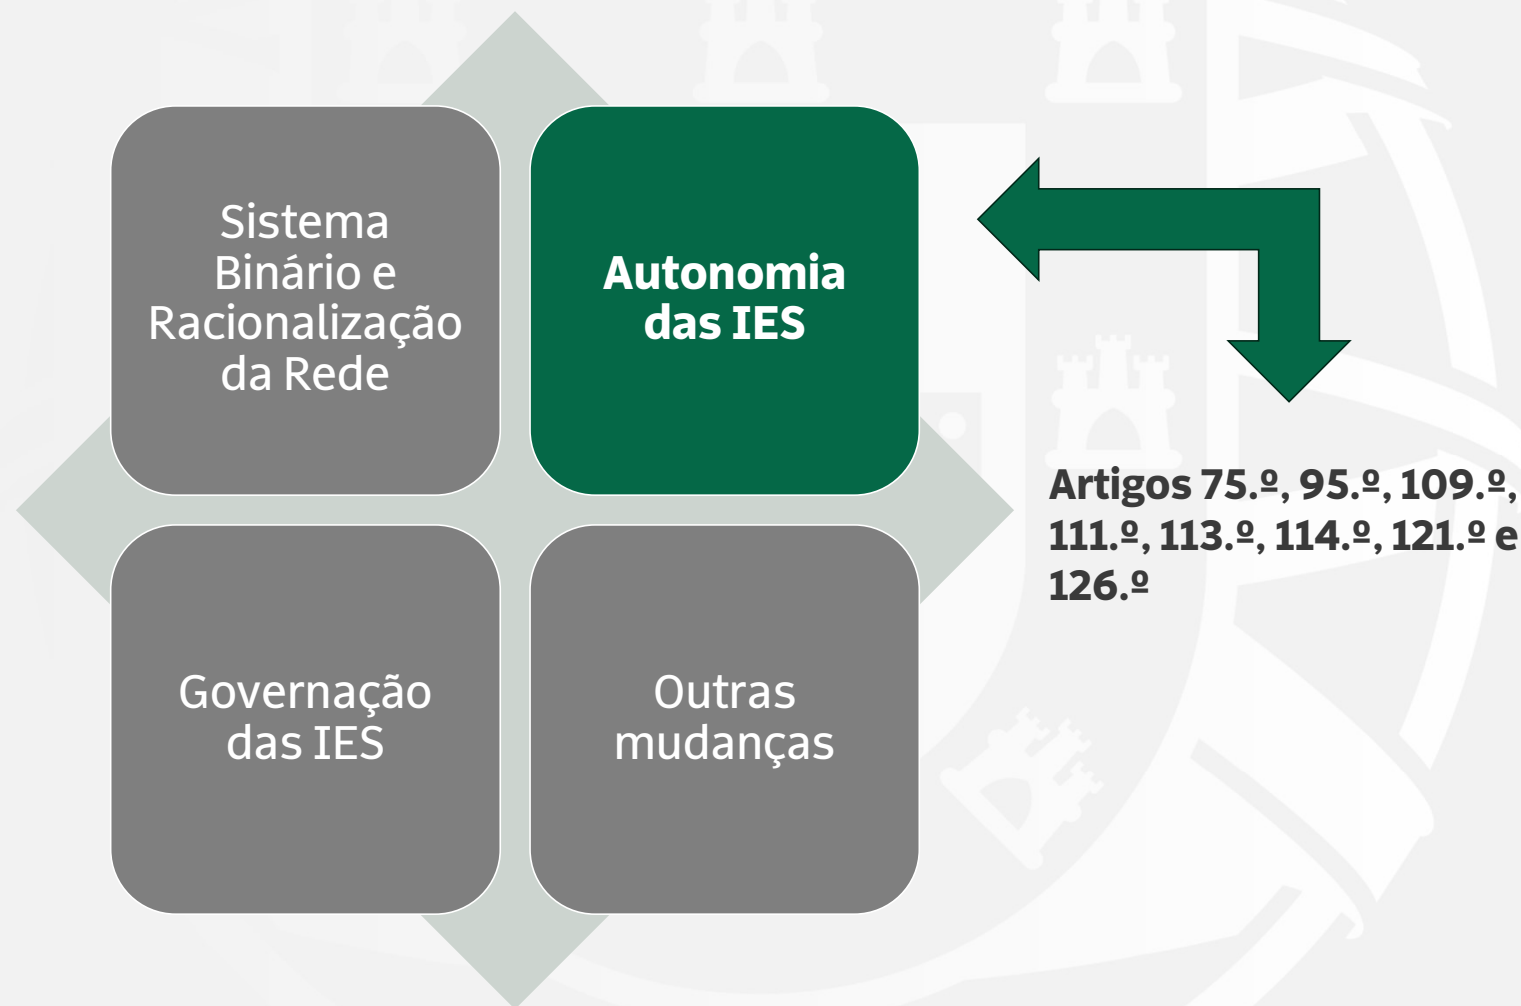 Sistema
Binário e
Racionalização
da Rede
Autonomia
das IES
Governação
das IES
Outras
mudanças
Artigos 75.º, 95.º, 109.º,
111.º, 113.º, 114.º, 121.º e
126.º